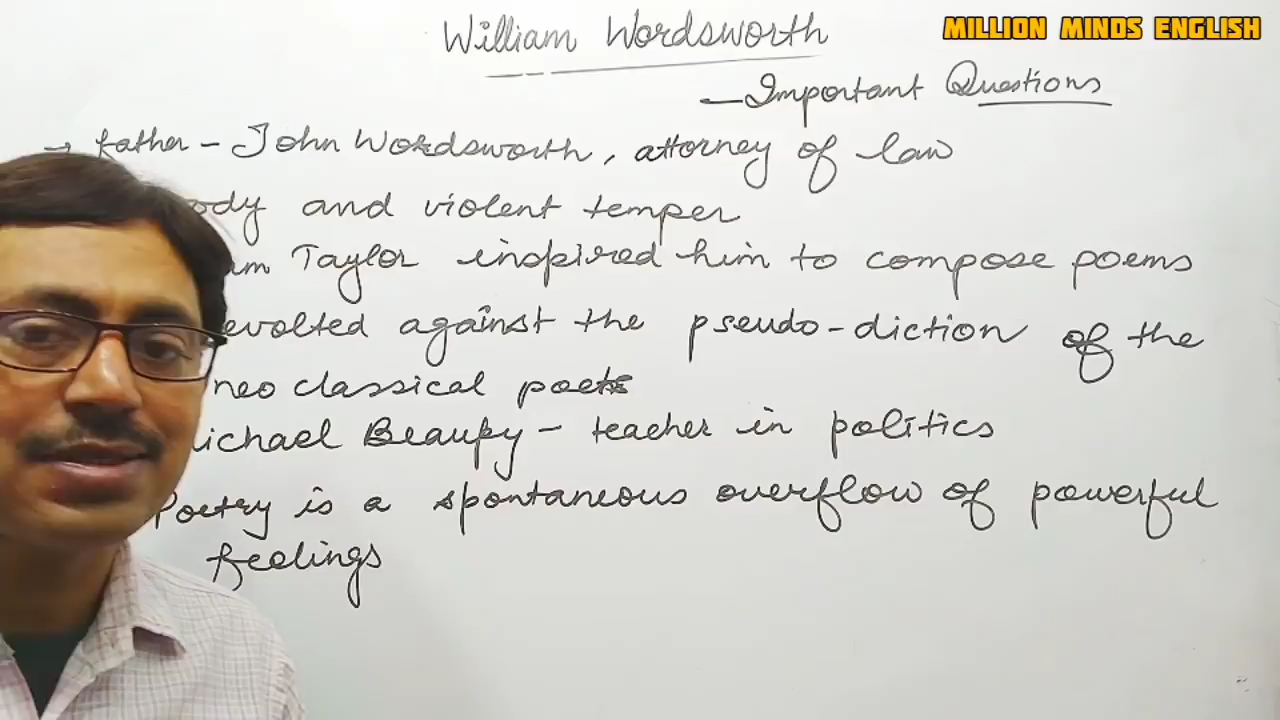 William Wordsworth
MILLION MINDS ENGLISH
– Important Questions
→ father – John Wordsworth, attorney of law
ody and violent temper
am Taylor inspired him to compose poems
evolted against the pseudo-diction of the
neo classical poets
ichael Beaupy – teacher in politics
Poetry is a spontaneous overflow of powerful
feelings